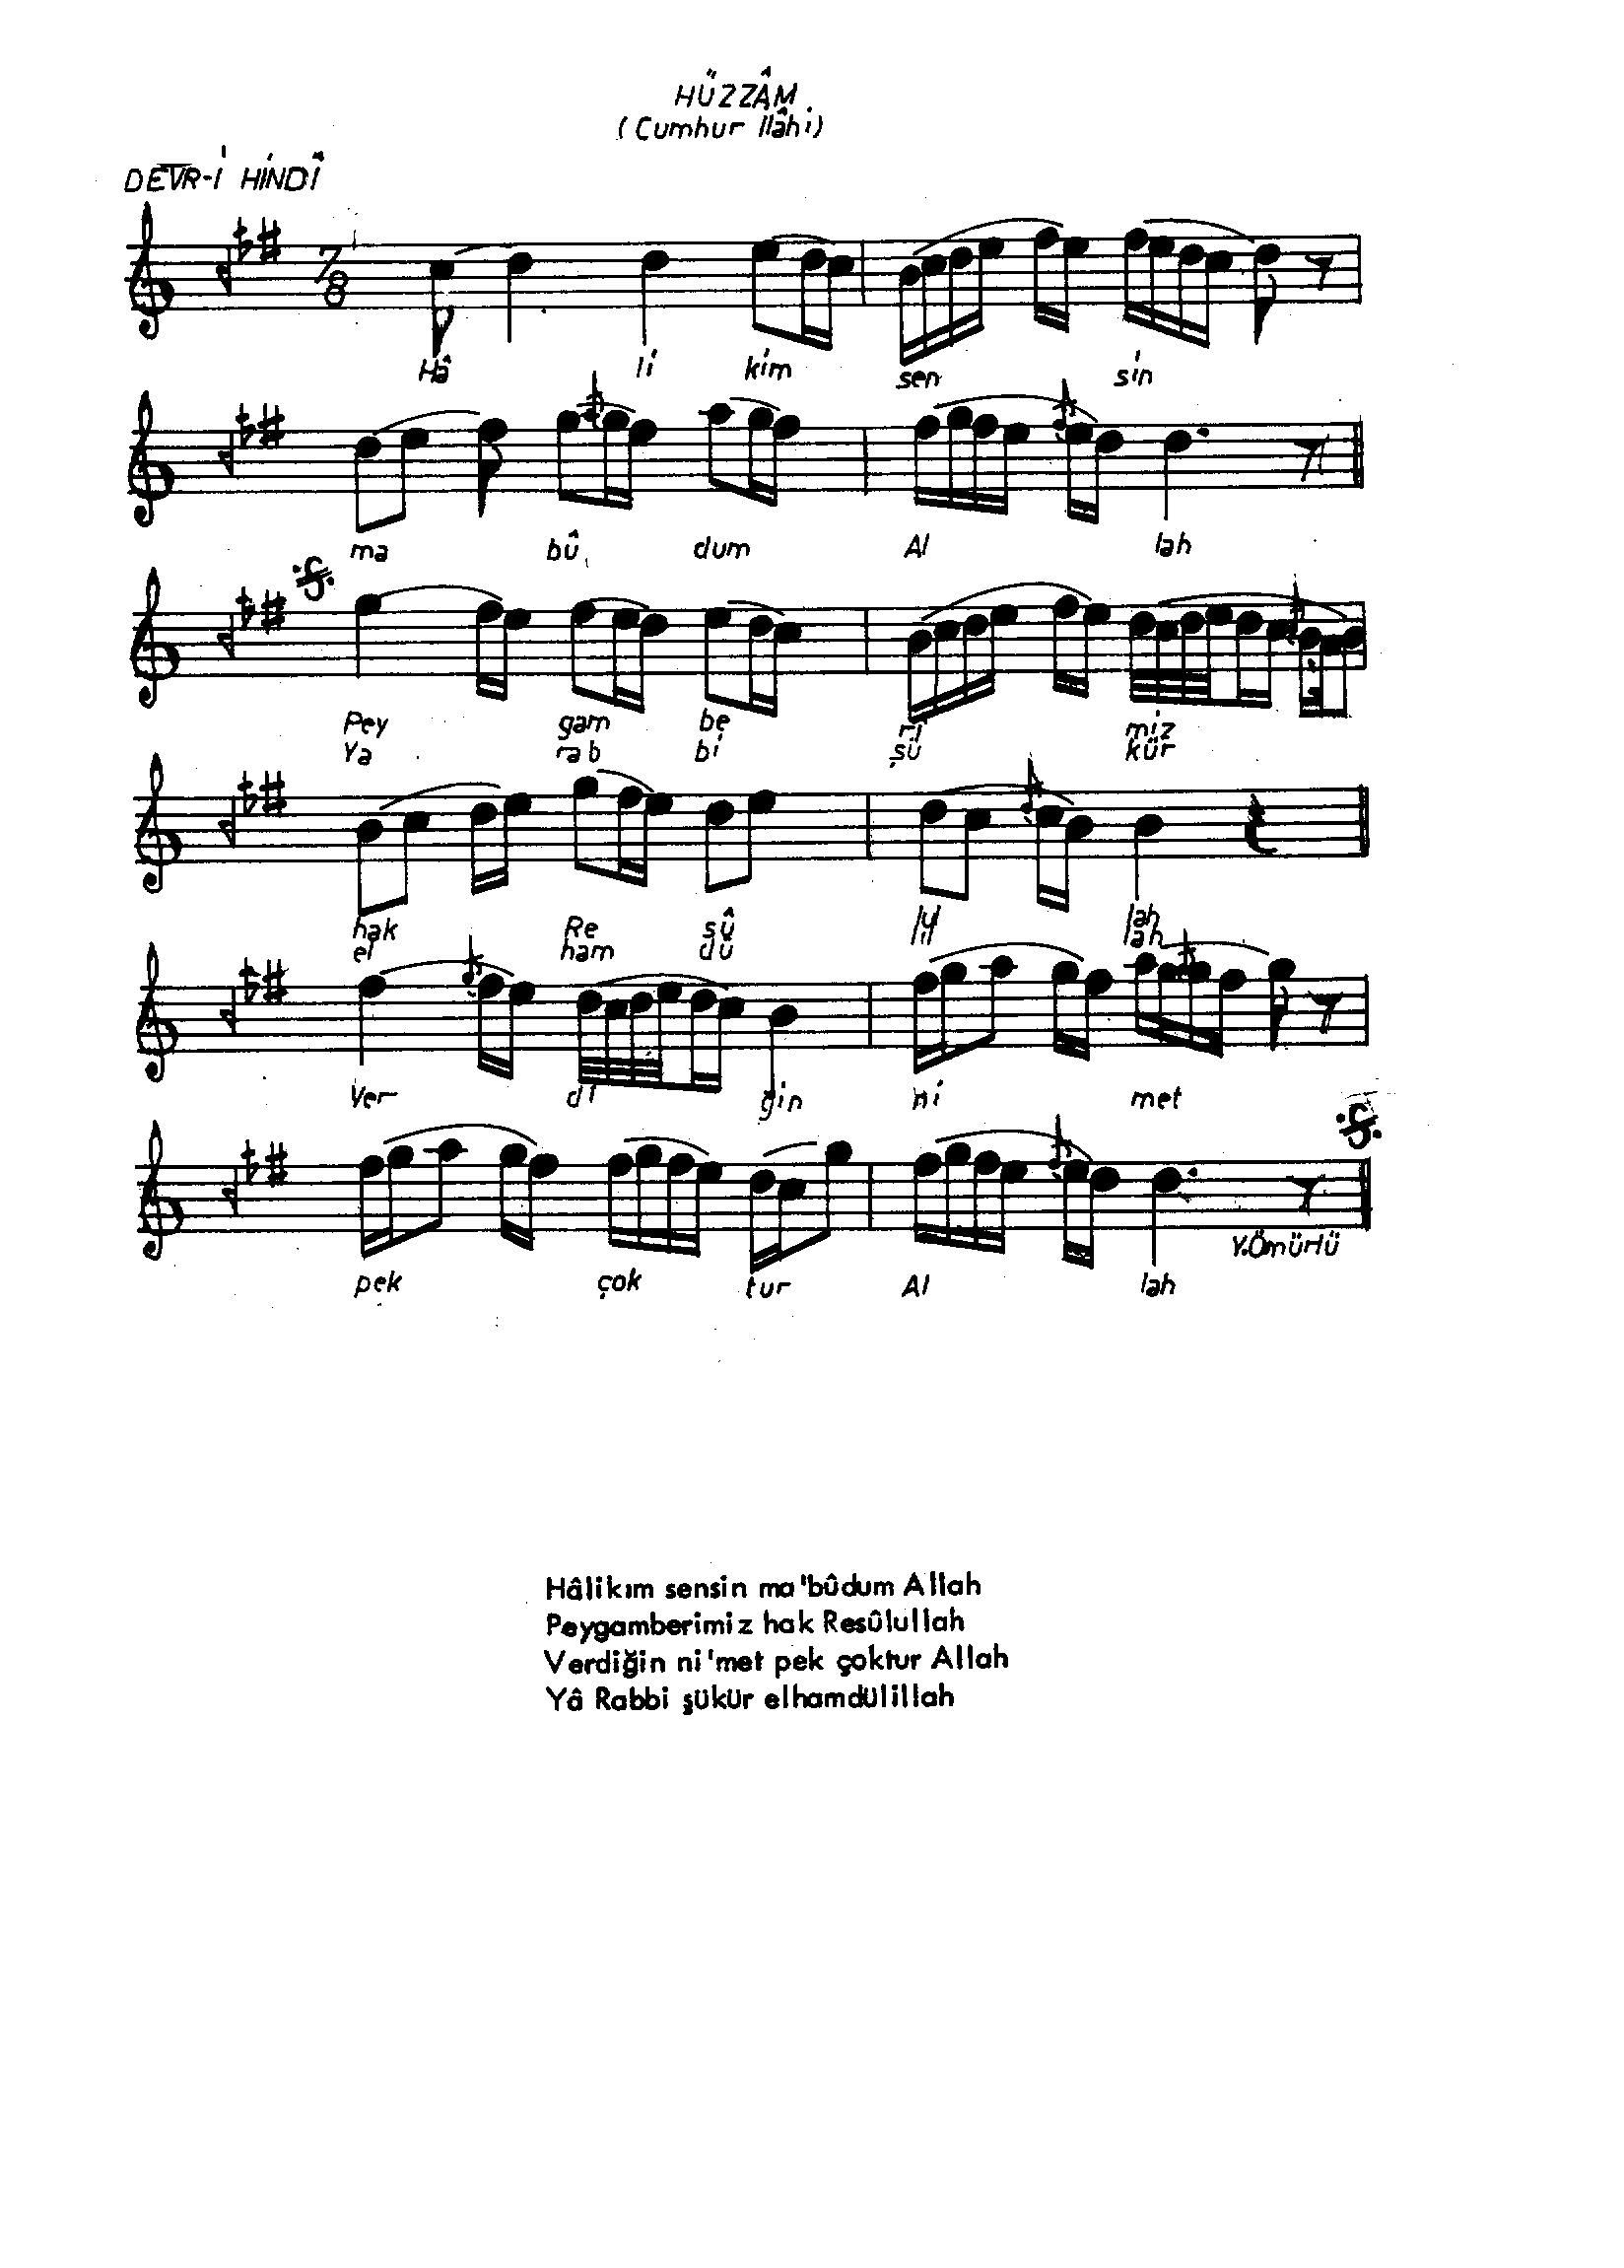 HÜZZÂM
(Cumhur İlâhi)
DEVR-İ HİNDÎ
7
8
Hâ li kim sen sin
ma bû dum Al lah
Pey gam be ri miz
Ya rab bi şü kür
hak Re sû lu lah
el ham dü lil lah
Ver di ğin ni met
pek çok tur Al lah
Y.ÖMÜRLÜ
Hâlikım sensin ma'bûdum Allah
Peygamberimiz hak Resûlullah
Verdiğin ni'met pek çoktur Allah
Yâ Rabbi şükür elhamdülillah